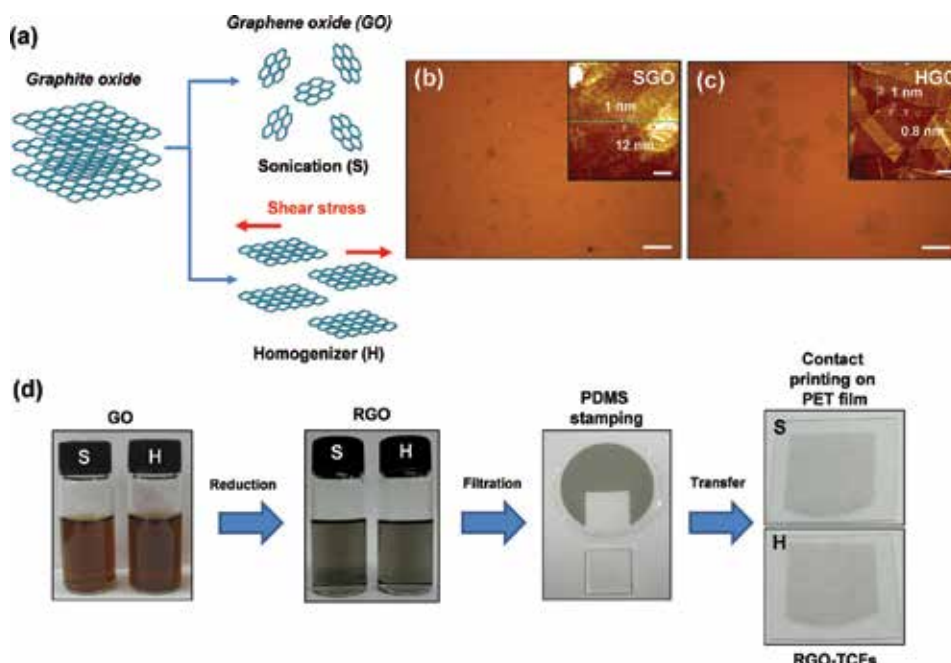 (a)
Graphite oxide
Graphene oxide (GO)
Sonication (S)
Shear stress
Homogenizer (H)
(b)
SGO
1 nm
12 nm
(c)
HGO
1 nm
0.8 nm
(d)
GO
S H
Reduction
RGO
S H
Filtration
PDMS
stamping
Transfer
Contact
printing on
PET film
S
H
RGO-TCFs